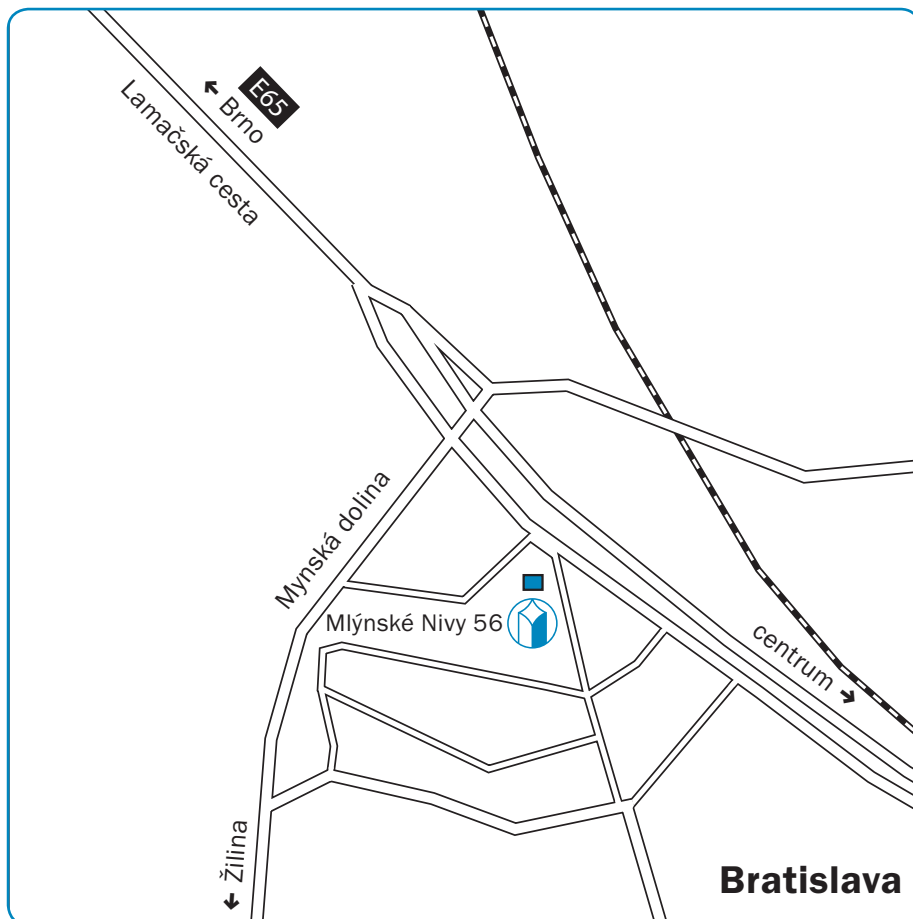 E65
Brno
Lamačská cesta
Mynská dolina
Mlýnské Nivy 56
centrum
Žilina
Bratislava